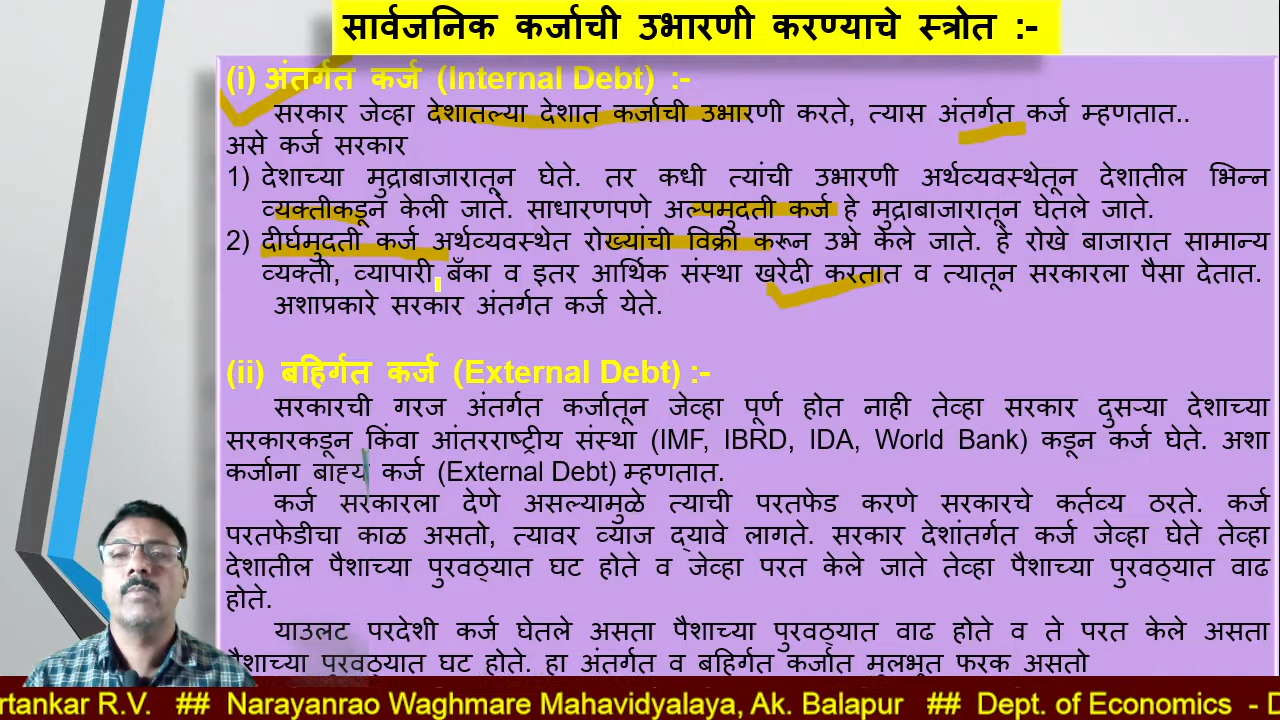 सार्वजनिक कर्जाची उभारणी करण्याचे स्त्रोत :-
(i) अंतर्गत कर्ज (Internal Debt) :-
सरकार जेव्हा देशातल्या देशात कर्जाची उभारणी करते, त्यास अंतर्गत कर्ज म्हणतात..
असे कर्ज सरकार
1) देशाच्या मुद्राबाजारातून घेते. तर कधी त्यांची उभारणी अर्थव्यवस्थेतून देशातील भिन्न
व्यक्तीकडून केली जाते. साधारणपणे अल्पमुदती कर्ज हे मुद्राबाजारातून घेतले जाते.
2) दीर्घमुदती कर्ज अर्थव्यवस्थेत रोख्यांची विक्री करून उभे केले जाते. हे रोखे बाजारात सामान्य
व्यक्ती, व्यापारी बँका व इतर आर्थिक संस्था खरेदी करतात व त्यातून सरकारला पैसा देतात.
अशाप्रकारे सरकार अंतर्गत कर्ज येते.
(ii) बहिर्गत कर्ज (External Debt) :-
सरकारची गरज अंतर्गत कर्जातून जेव्हा पूर्ण होत नाही तेव्हा सरकार दुसऱ्या देशाच्या
सरकारकडून किंवा आंतरराष्ट्रीय संस्था (IMF, IBRD, IDA, World Bank) कडून कर्ज घेते. अशा
कर्जाना बाह्य कर्ज (External Debt) म्हणतात.
कर्ज सरकारला देणे असल्यामुळे त्याची परतफेड करणे सरकारचे कर्तव्य ठरते. कर्ज
परतफेडीचा काळ असतो, त्यावर व्याज द्यावे लागते. सरकार देशांतर्गत कर्ज जेव्हा घेते तेव्हा
देशातील पैशाच्या पुरवठ्यात घट होते व जेव्हा परत केले जाते तेव्हा पैशाच्या पुरवठ्यात वाढ
होते.
याउलट परदेशी कर्ज घेतले असता पैशाच्या पुरवठ्यात वाढ होते व ते परत केले असता
पैशाच्या पुरवठ्यात घट होते. हा अंतर्गत व बहिर्गत कर्जात मूलभूत फरक असतो
rtankar R.V. ## Narayanrao Waghmare Mahavidyalaya, Ak. Balapur ## Dept. of Economics - D